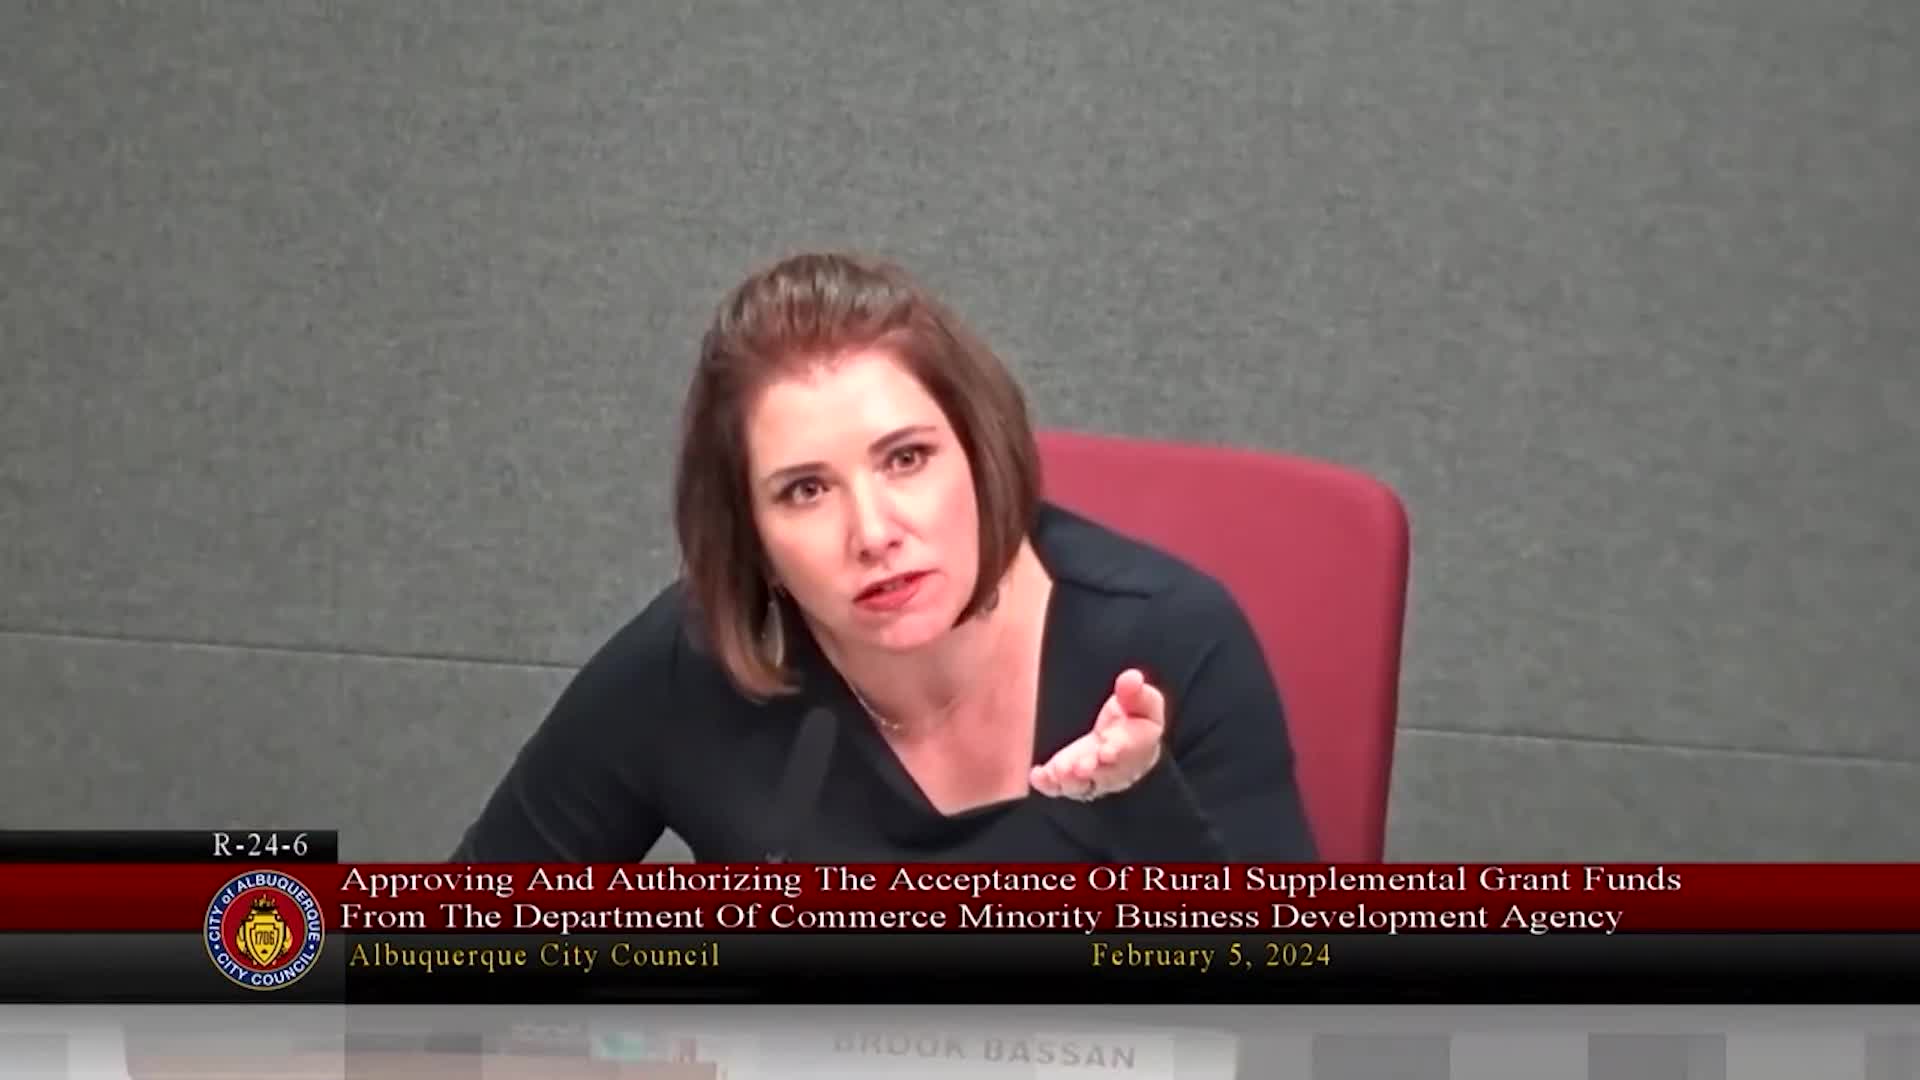 R-24-6
Approving And Authorizing The Acceptance Of Rural Supplemental Grant Funds
From The Department Of Commerce Minority Business Development Agency
CITY of ALBUQUERQUE
1706
CITY COUNCIL
Albuquerque City Council
February 5, 2024
BROOK BASSAN